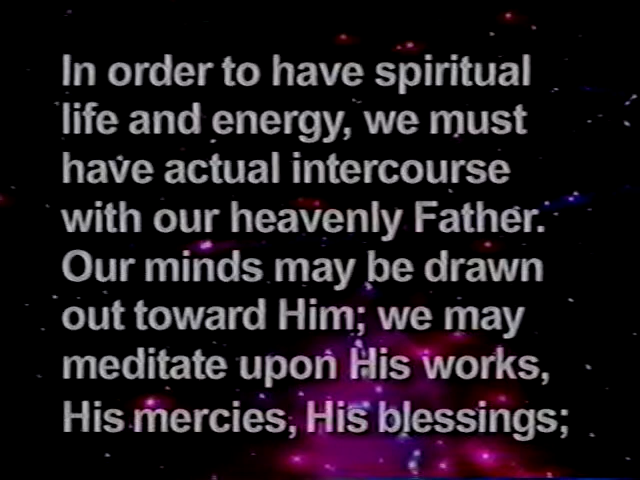 In order to have spiritual
life and energy, we must
have actual intercourse
with our heavenly Father.
Our minds may be drawn
out toward Him; we may
meditate upon His works,
His mercies, His blessings;